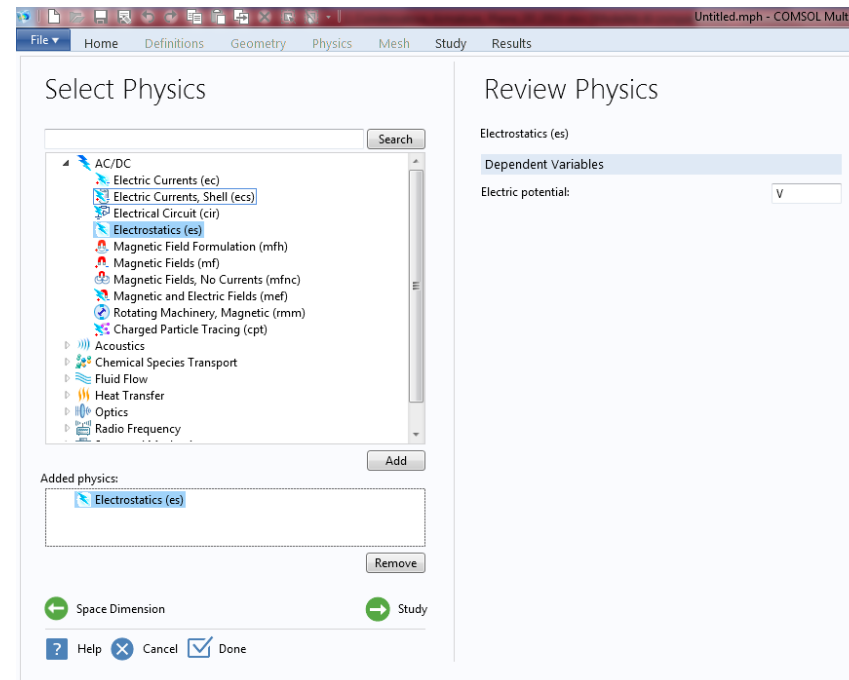 Untitled.mph - COMSOL Mult
File Home Definitions Geometry Physics Mesh Study Results
Select Physics
Search
AC/DC
Electric Currents (ec)
Electric Currents, Shell (ecs)
Electrical Circuit (cir)
Electrostatics (es)
Magnetic Field Formulation (mfh)
Magnetic Fields (mf)
Magnetic Fields, No Currents (mfnc)
Magnetic and Electric Fields (mef)
Rotating Machinery, Magnetic (rmm)
Charged Particle Tracing (cpt)
Acoustics
Chemical Species Transport
Fluid Flow
Heat Transfer
Optics
Radio Frequency
Add
Added physics:
Electrostatics (es)
Remove
Space Dimension
Study
? Help Cancel Done
Review Physics
Electrostatics (es)
Dependent Variables
Electric potential: V